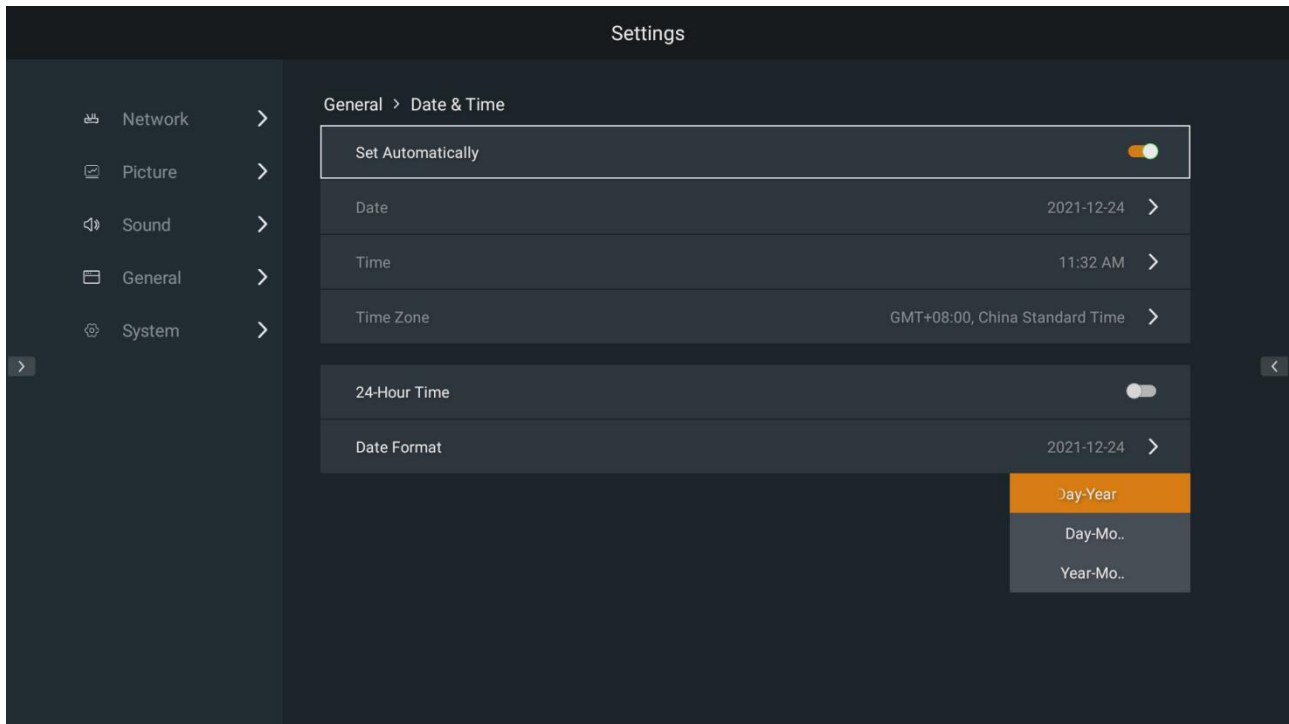 Settings
Network
Picture
Sound
General
System
General > Date & Time
Set Automatically
Date 2021-12-24
Time 11:32 AM
Time Zone GMT+08:00, China Standard Time
24-Hour Time
Date Format 2021-12-24
Day-Year
Day-Mo..
Year-Mo..